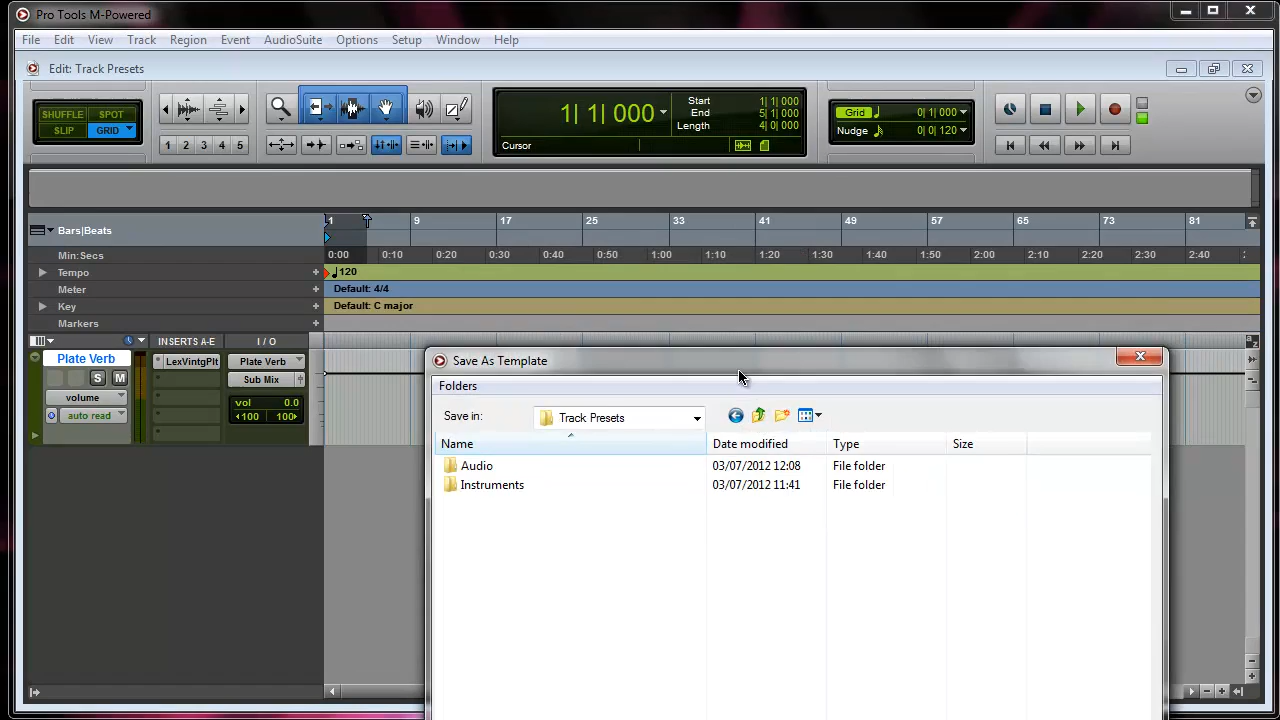 Pro Tools M-Powered
File Edit View Track Region Event AudioSuite Options Setup Window Help
Edit: Track Presets
SHUFFLE SPOT
SLIP GRID
1 2 3 4 5
1| 1| 000
Start 1| 1| 000
End 5| 1| 000
Length 4| 0| 000
Cursor
Grid 0| 1| 000
Nudge 0| 0| 120
Bars|Beats 1 9 17 25 33 41 49 57 65 73 81
Min:Secs 0:00 0:10 0:20 0:30 0:40 0:50 1:00 1:10 1:20 1:30 1:40 1:50 2:00 2:10 2:20 2:30 2:40
Tempo + 120
Meter + Default: 4/4
Key + Default: C major
Markers +
INSERTS A-E I / O
Plate Verb LexVintgPlt Plate Verb
S M Sub Mix
volume vol 0.0
auto read 100 100
a z
Save As Template
Folders
Save in: Track Presets
Name Date modified Type Size
Audio 03/07/2012 12:08 File folder
Instruments 03/07/2012 11:41 File folder